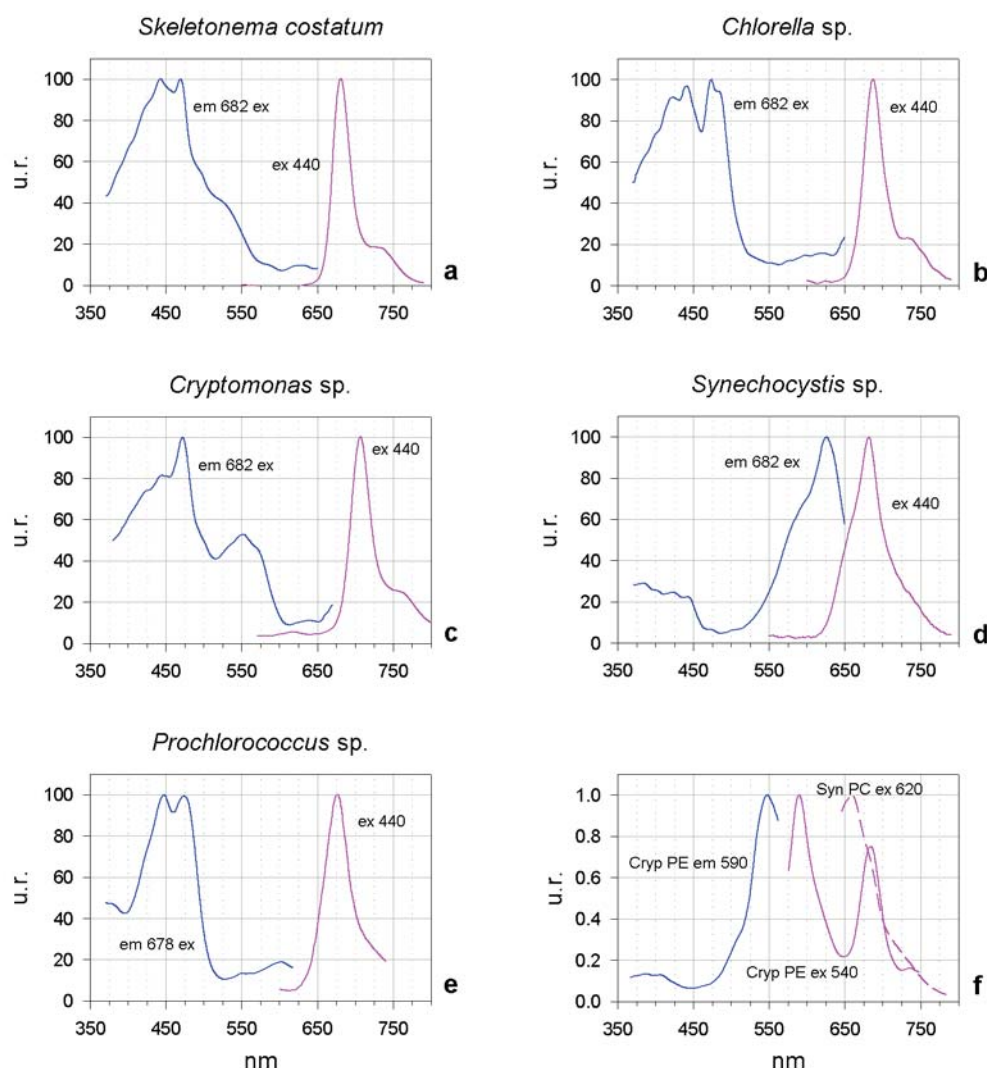 Skeletonema costatum
100
80
60
40
20
0
u.r.
em 682 ex
ex 440
350 450 550 650 750
a
Chlorella sp.
100
80
60
40
20
0
u.r.
em 682 ex
ex 440
350 450 550 650 750
b
Cryptomonas sp.
100
80
60
40
20
0
u.r.
em 682 ex
ex 440
350 450 550 650 750
c
Synechocystis sp.
100
80
60
40
20
0
u.r.
em 682 ex
ex 440
350 450 550 650 750
d
Prochlorococcus sp.
100
80
60
40
20
0
u.r.
ex 440
em 678 ex
350 450 550 650 750
nm
e
1.0
0.8
0.6
0.4
0.2
0.0
u.r.
Syn PC ex 620
Cryp PE em 590
Cryp PE ex 540
350 450 550 650 750
nm
f